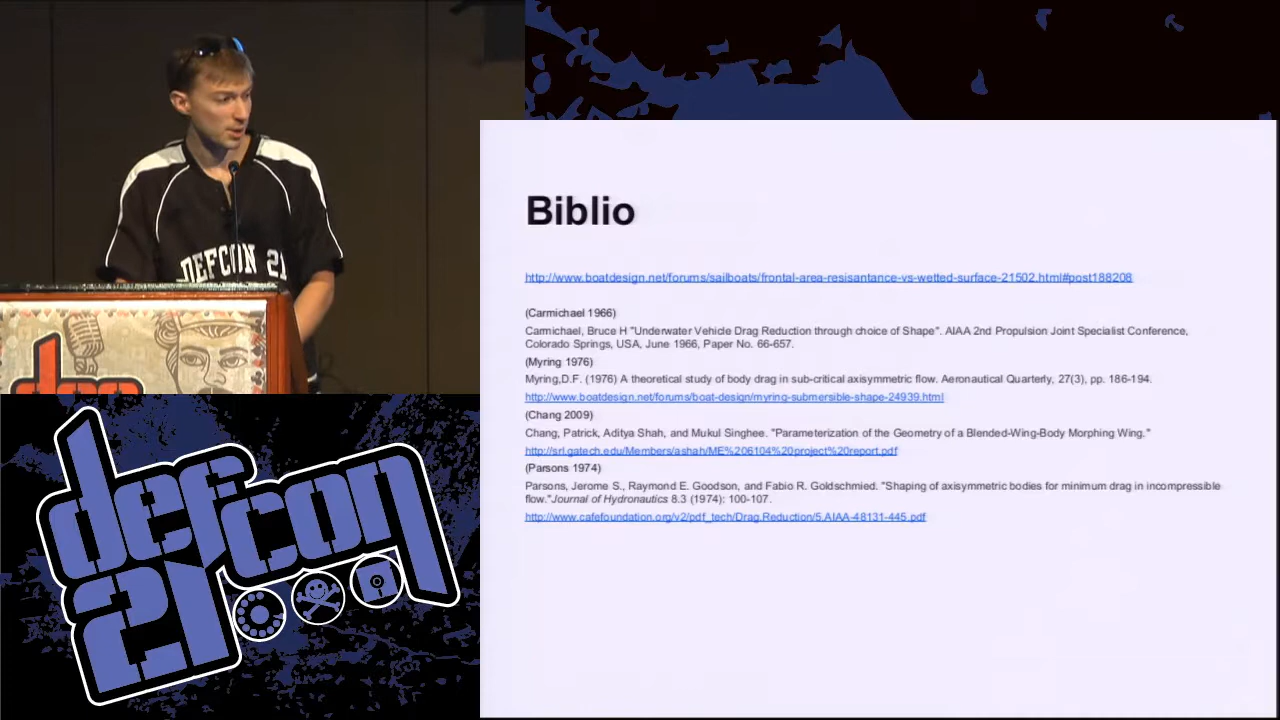 DEFCON 21
defcon
21
Biblio
http://www.boatdesign.net/forums/sailboats/frontal-area-resisantance-vs-wetted-surface-21502.html#post188208
(Carmichael 1966)
Carmichael, Bruce H "Underwater Vehicle Drag Reduction through choice of Shape". AIAA 2nd Propulsion Joint Specialist Conference,
Colorado Springs, USA, June 1966, Paper No. 66-657.
(Myring 1976)
Myring,D.F. (1976) A theoretical study of body drag in sub-critical axisymmetric flow. Aeronautical Quarterly, 27(3), pp. 186-194.
http://www.boatdesign.net/forums/boat-design/myring-submersible-shape-24939.html
(Chang 2009)
Chang, Patrick, Aditya Shah, and Mukul Singhee. "Parameterization of the Geometry of a Blended-Wing-Body Morphing Wing."
http://srl.gatech.edu/Members/ashah/ME%206104%20project%20report.pdf
(Parsons 1974)
Parsons, Jerome S., Raymond E. Goodson, and Fabio R. Goldschmied. "Shaping of axisymmetric bodies for minimum drag in incompressible
flow."Journal of Hydronautics 8.3 (1974): 100-107.
http://www.cafefoundation.org/v2/pdf_tech/Drag.Reduction/5.AIAA-48131-445.pdf